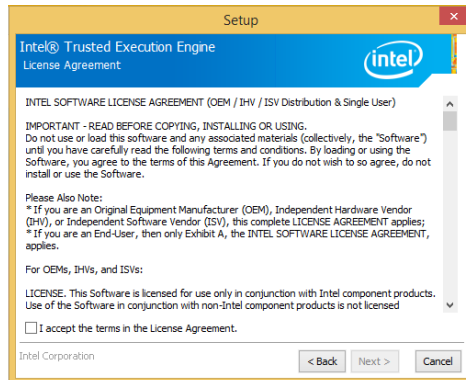 Setup
Intel® Trusted Execution Engine
License Agreement
intel
INTEL SOFTWARE LICENSE AGREEMENT (OEM / IHV / ISV Distribution & Single User)
IMPORTANT - READ BEFORE COPYING, INSTALLING OR USING.
Do not use or load this software and any associated materials (collectively, the "Software")
until you have carefully read the following terms and conditions. By loading or using the
Software, you agree to the terms of this Agreement. If you do not wish to so agree, do not
install or use the Software.
Please Also Note:
* If you are an Original Equipment Manufacturer (OEM), Independent Hardware Vendor
(IHV), or Independent Software Vendor (ISV), this complete LICENSE AGREEMENT applies;
* If you are an End-User, then only Exhibit A, the INTEL SOFTWARE LICENSE AGREEMENT,
applies.
For OEMs, IHVs, and ISVs:
LICENSE. This Software is licensed for use only in conjunction with Intel component products.
Use of the Software in conjunction with non-Intel component products is not licensed
I accept the terms in the License Agreement.
Intel Corporation
< Back
Next >
Cancel